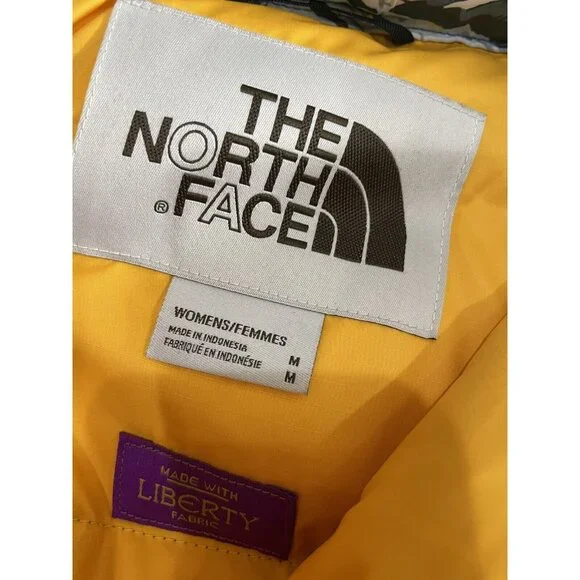 THE
NORTH
® FACE
WOMENS/FEMMES
MADE IN INDONESIA M
FABRIQUÉ EN INDONÉSIE M
MADE WITH
LIBERTY
FABRIC